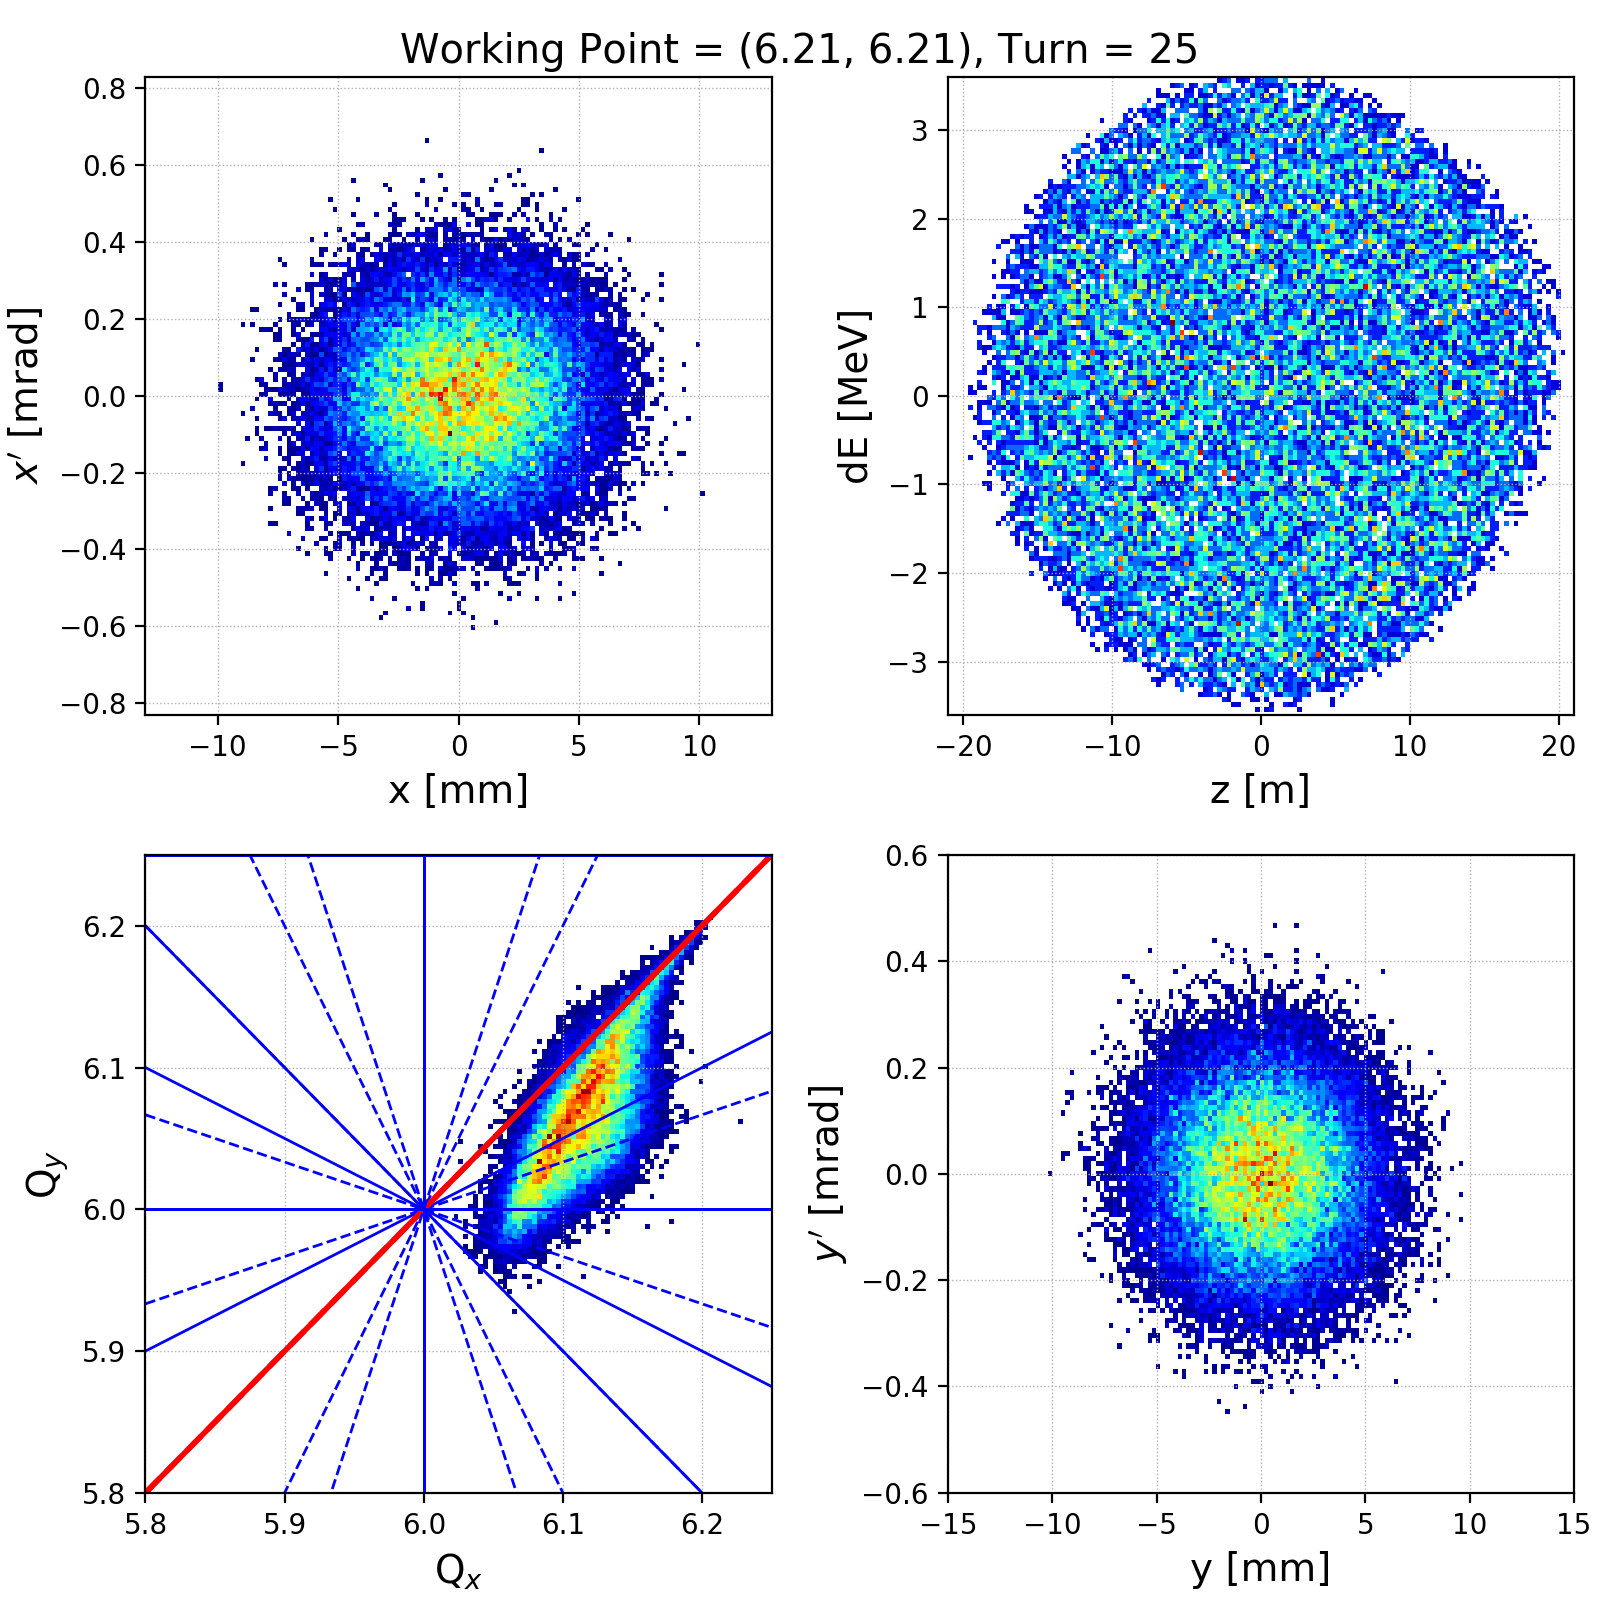 Working Point = (6.21, 6.21), Turn = 25
0.8
0.6
0.4
0.2
0.0
−0.2
−0.4
−0.6
−0.8
x′ [mrad]
−10 −5 0 5 10
x [mm]
3
2
1
0
−1
−2
−3
dE [MeV]
−20 −10 0 10 20
z [m]
6.2
6.1
6.0
5.9
5.8
Qy
5.8 5.9 6.0 6.1 6.2
Qx
0.6
0.4
0.2
0.0
−0.2
−0.4
−0.6
y′ [mrad]
−15 −10 −5 0 5 10 15
y [mm]